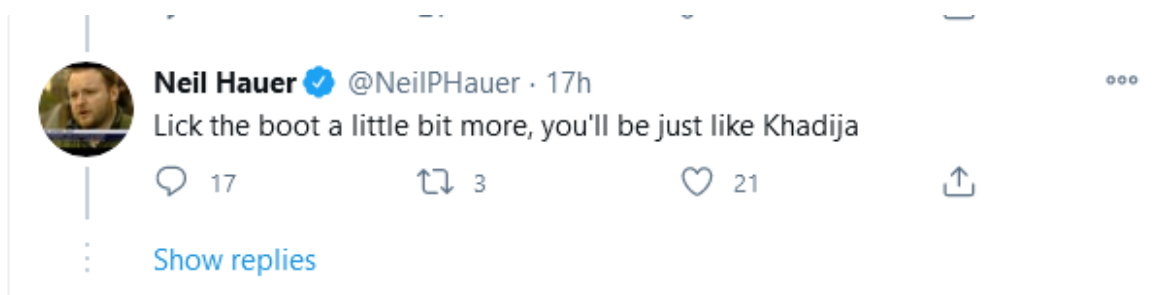 Neil Hauer @NeilPHauer · 17h
Lick the boot a little bit more, you'll be just like Khadija
17 3 21
Show replies